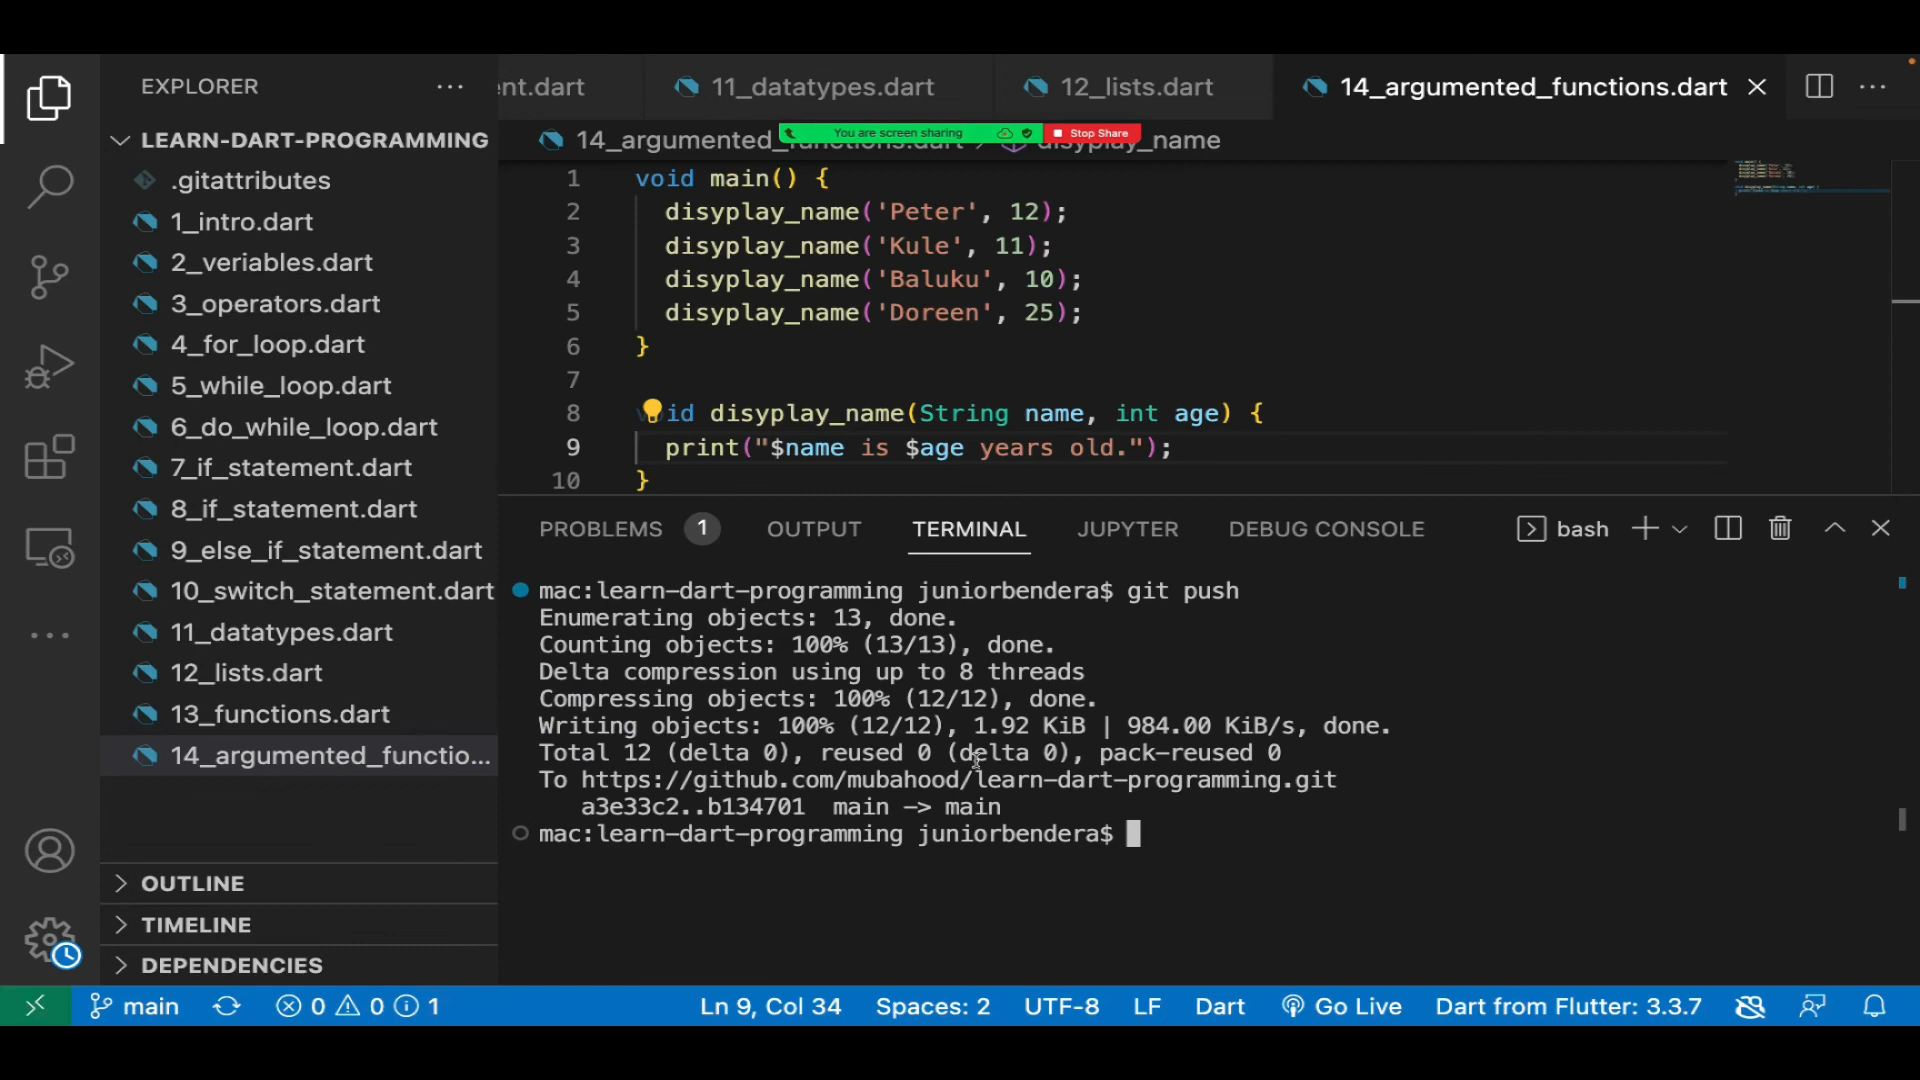 EXPLORER
LEARN-DART-PROGRAMMING
.gitattributes
1_intro.dart
2_veriables.dart
3_operators.dart
4_for_loop.dart
5_while_loop.dart
6_do_while_loop.dart
7_if_statement.dart
8_if_statement.dart
9_else_if_statement.dart
10_switch_statement.dart
11_datatypes.dart
12_lists.dart
13_functions.dart
14_argumented_functio...
OUTLINE
TIMELINE
DEPENDENCIES
ent.dart 11_datatypes.dart 12_lists.dart 14_argumented_functions.dart
14_argumented_functions.dart > disyplay_name
You are screen sharing Stop Share
1 void main() {
2 disyplay_name('Peter', 12);
3 disyplay_name('Kule', 11);
4 disyplay_name('Baluku', 10);
5 disyplay_name('Doreen', 25);
6 }
7
8 void disyplay_name(String name, int age) {
9 print("$name is $age years old.");
10 }
PROBLEMS 1 OUTPUT TERMINAL JUPYTER DEBUG CONSOLE bash
mac:learn-dart-programming juniorbendera$ git push
Enumerating objects: 13, done.
Counting objects: 100% (13/13), done.
Delta compression using up to 8 threads
Compressing objects: 100% (12/12), done.
Writing objects: 100% (12/12), 1.92 KiB | 984.00 KiB/s, done.
Total 12 (delta 0), reused 0 (delta 0), pack-reused 0
To https://github.com/mubahood/learn-dart-programming.git
a3e33c2..b134701 main -> main
mac:learn-dart-programming juniorbendera$
main 0 0 1 Ln 9, Col 34 Spaces: 2 UTF-8 LF Dart Go Live Dart from Flutter: 3.3.7